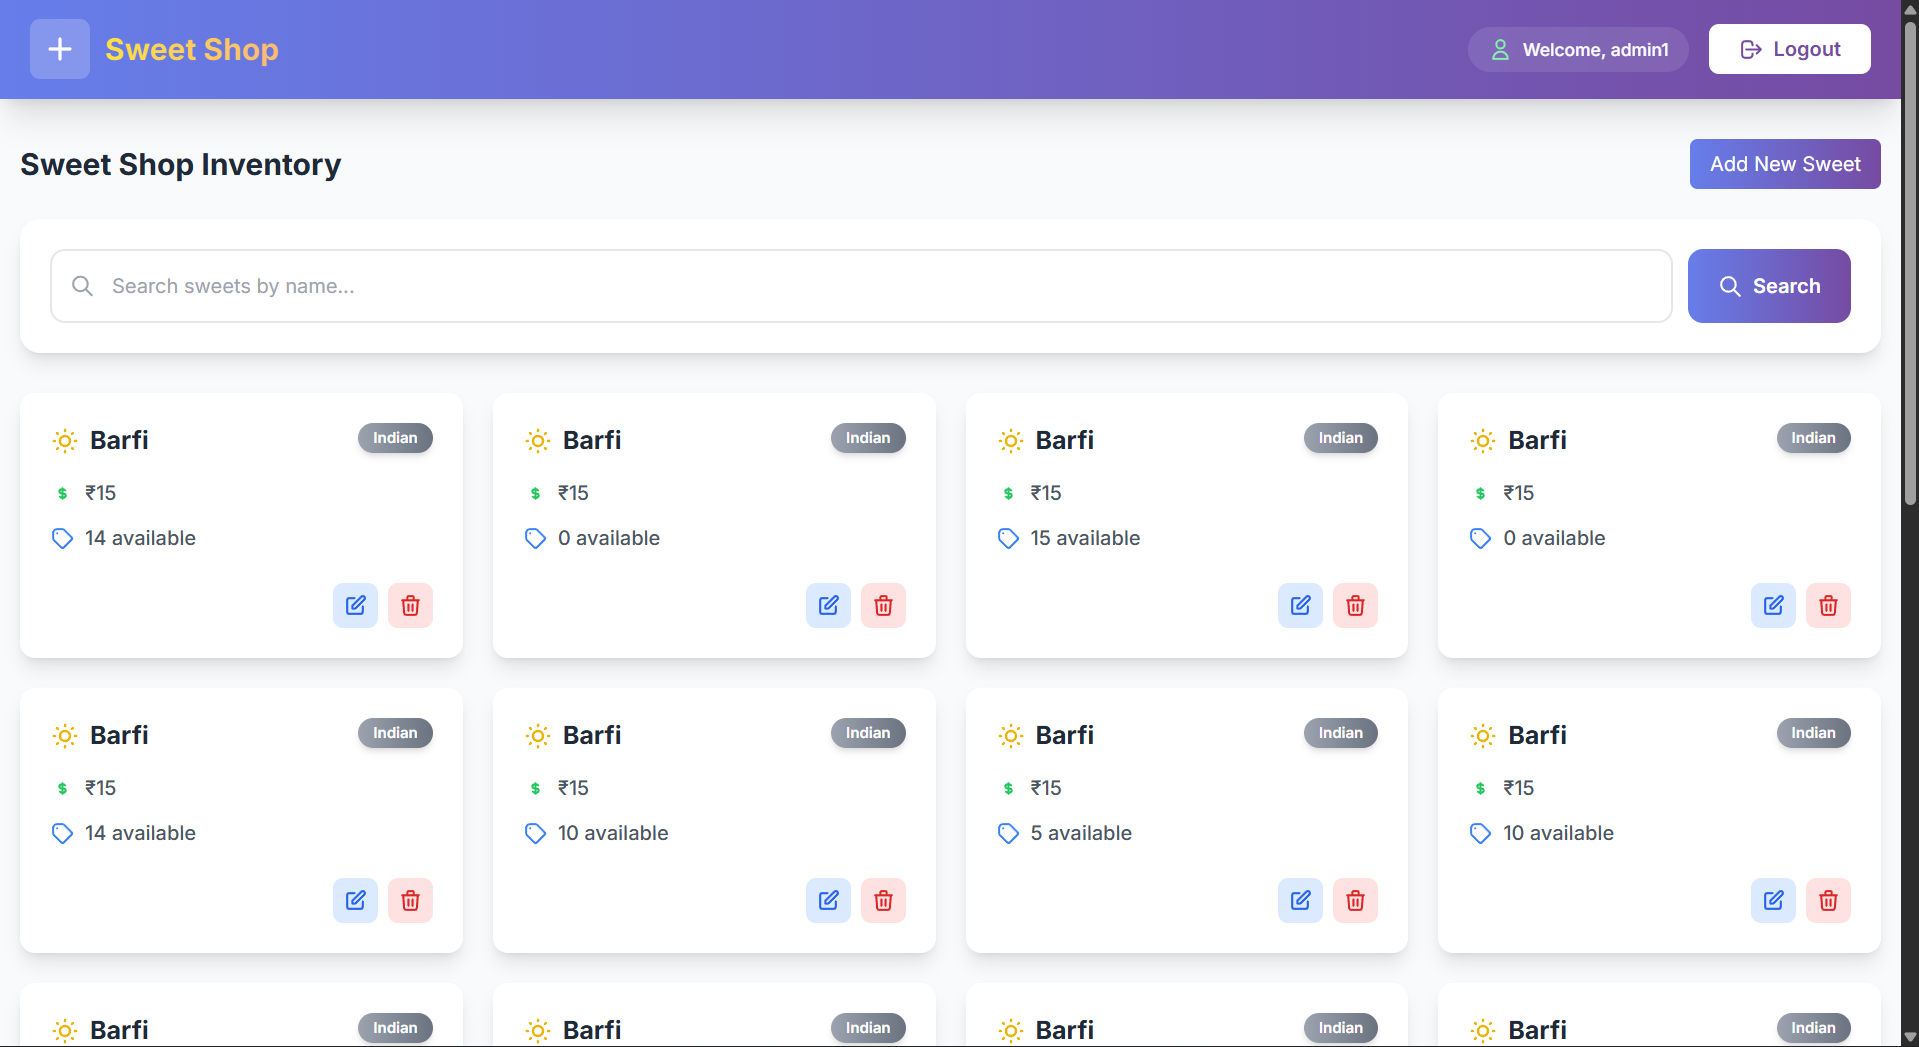 Sweet Shop
Welcome, admin1
Logout
Sweet Shop Inventory
Add New Sweet
Search sweets by name...
Search
Barfi Indian
$ ₹15
14 available
Barfi Indian
$ ₹15
0 available
Barfi Indian
$ ₹15
15 available
Barfi Indian
$ ₹15
0 available
Barfi Indian
$ ₹15
14 available
Barfi Indian
$ ₹15
10 available
Barfi Indian
$ ₹15
5 available
Barfi Indian
$ ₹15
10 available
Barfi Indian
Barfi Indian
Barfi Indian
Barfi Indian